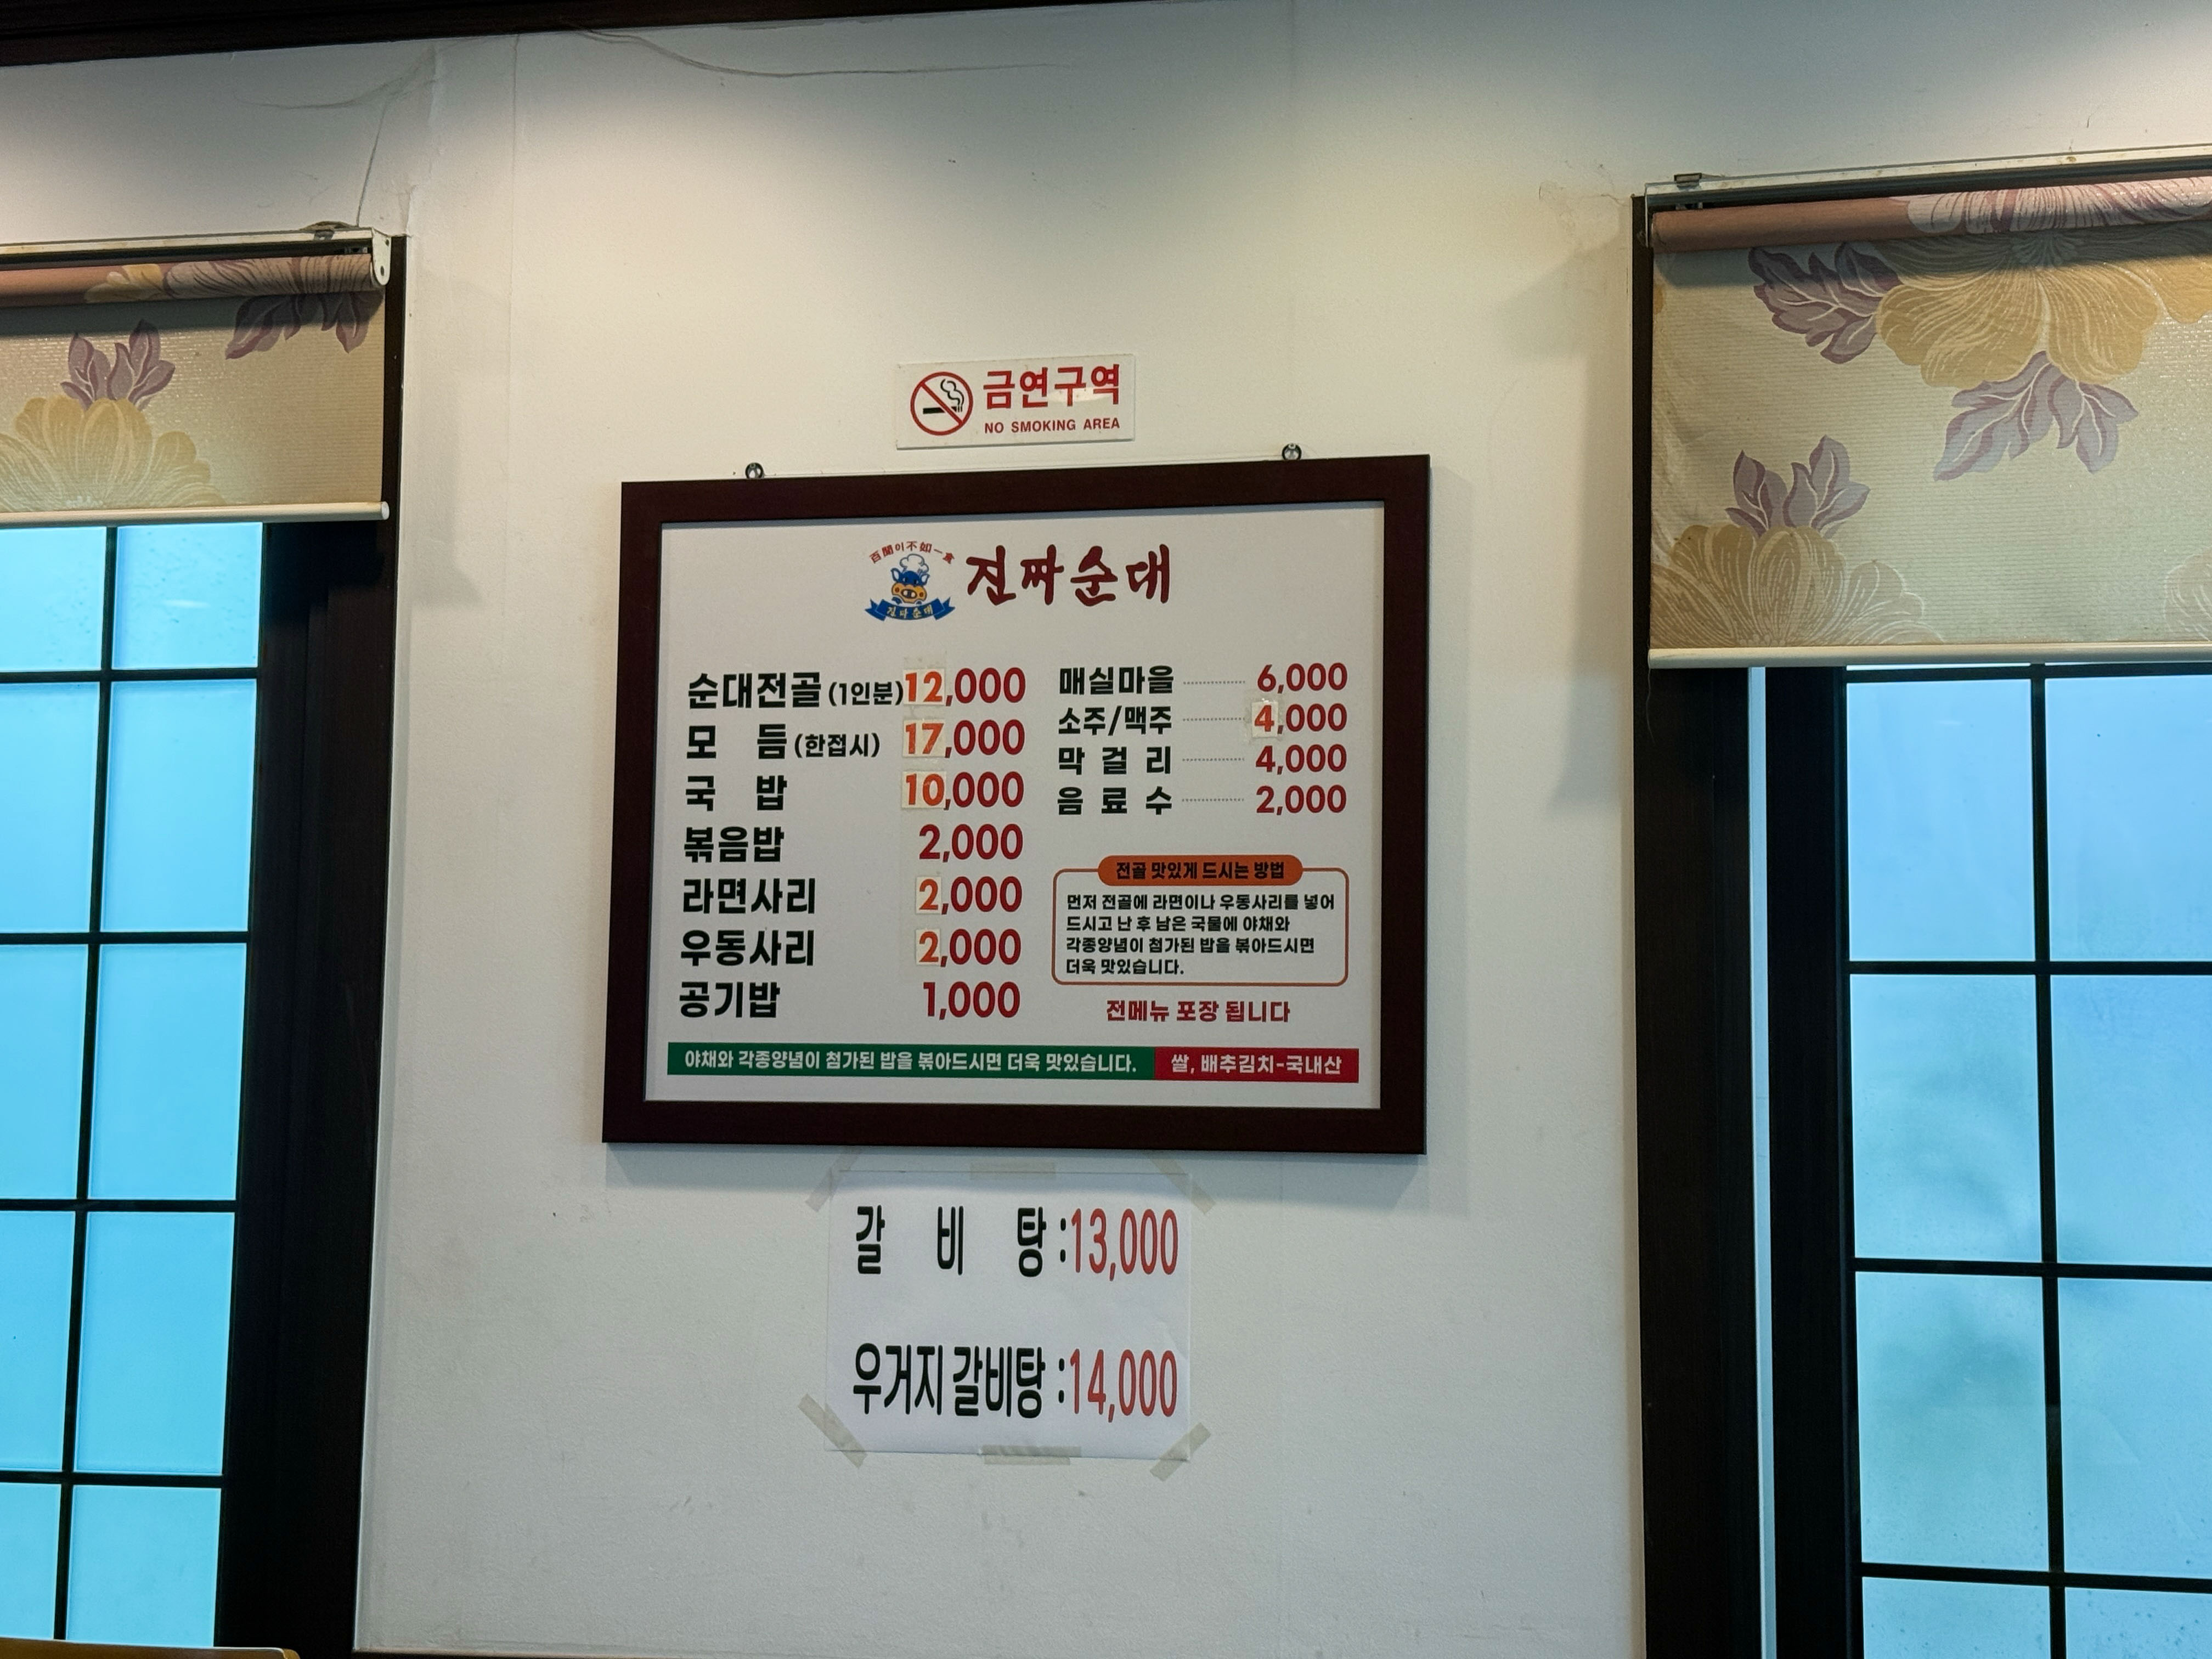 금연구역
NO SMOKING AREA
百聞이不如一食
진짜순대
진짜순대
순대전골 (1인분) 12,000
모 듬 (한접시) 17,000
국 밥 10,000
볶음밥 2,000
라면사리 2,000
우동사리 2,000
공기밥 1,000
매실마을 6,000
소주/맥주 4,000
막 걸 리 4,000
음 료 수 2,000
전골 맛있게 드시는 방법
먼저 전골에 라면이나 우동사리를 넣어
드시고 난 후 남은 국물에 야채와
각종양념이 첨가된 밥을 볶아드시면
더욱 맛있습니다.
전메뉴 포장 됩니다
야채와 각종양념이 첨가된 밥을 볶아드시면 더욱 맛있습니다.
쌀, 배추김치-국내산
갈 비 탕 :13,000
우거지 갈비탕 :14,000